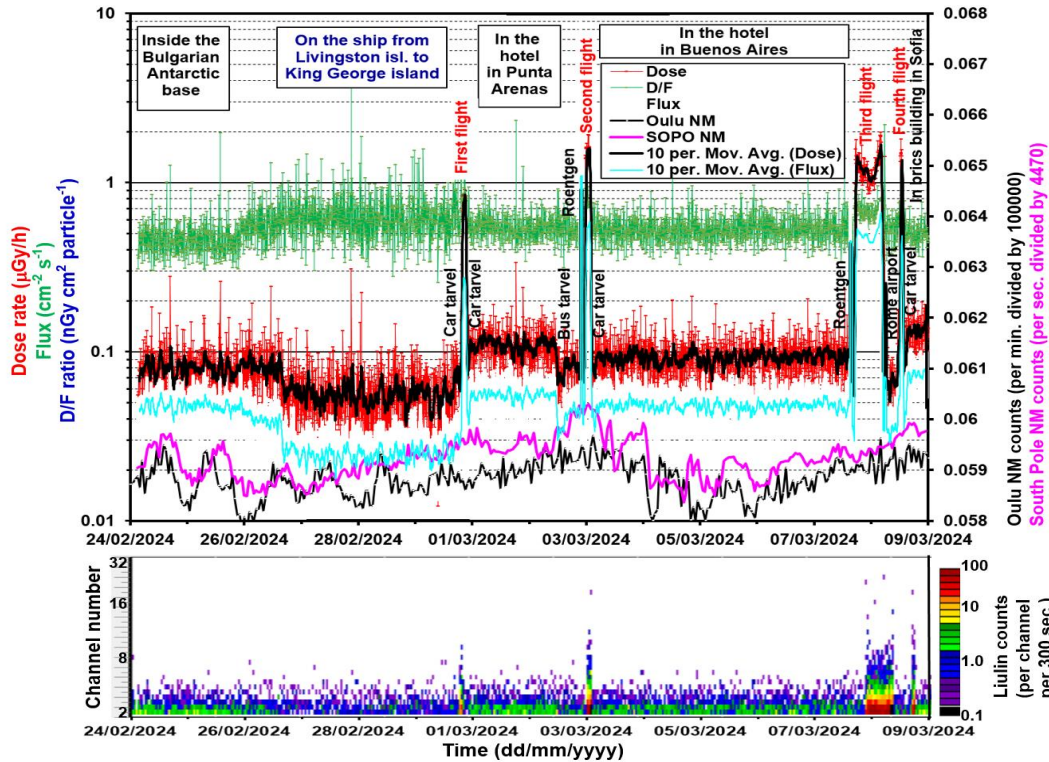 10
1
0.1
0.01
Dose rate (µGy/h)
Flux (cm-2 s-1)
D/F ratio (nGy cm2 particle-1)
Inside the
Bulgarian
Antarctic
base
On the ship from
Livingston isl. to
King George island
In the
hotel
in Punta
Arenas
In the hotel
in Buenos Aires
Dose
D/F
Flux
Oulu NM
SOPO NM
10 per. Mov. Avg. (Dose)
10 per. Mov. Avg. (Flux)
First flight
Second flight
Third flight
Fourth flight
In brics building in Sofia
Car tarvel
Car tarvel
Bus tarvel
Roentgen
Car tarvel
Roentgen
Rome airport
Car tarvel
0.068
0.067
0.066
0.065
0.064
0.063
0.062
0.061
0.06
0.059
0.058
Oulu NM counts (per min. divided by 100000)
South Pole NM counts (per sec. divided by 4470)
24/02/2024 26/02/2024 28/02/2024 1/03/2024 03/03/2024 05/03/2024 07/03/2024 09/03/2024
Channel number
32
16
8
2
24/02/2024 26/02/2024 28/02/2024 01/03/2024 3/03/2024 05/03/2024 07/03/2024 09/03/2024
Time (dd/mm/yyyy)
100
10
1.0
0.1
Liulin counts
(per channel
per 300 sec.)